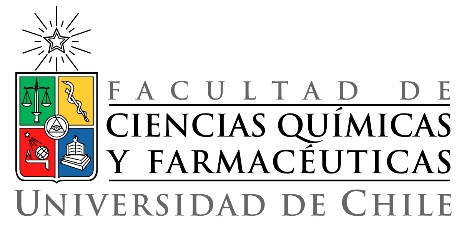 FACULTAD DE
CIENCIAS QUÍMICAS
Y FARMACÉUTICAS
UNIVERSIDAD DE CHILE